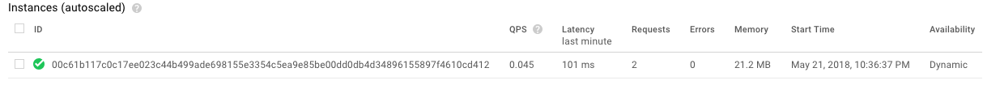 Instances (autoscaled) ?
ID QPS ? Latency Requests Errors Memory Start Time Availability
last minute
00c61b117c0c17ee023c44b499ade698155e3354c5ea9e85be00dd0db4d34896155897f4610cd412 0.045 101 ms 2 0 21.2 MB May 21, 2018, 10:36:37 PM Dynamic